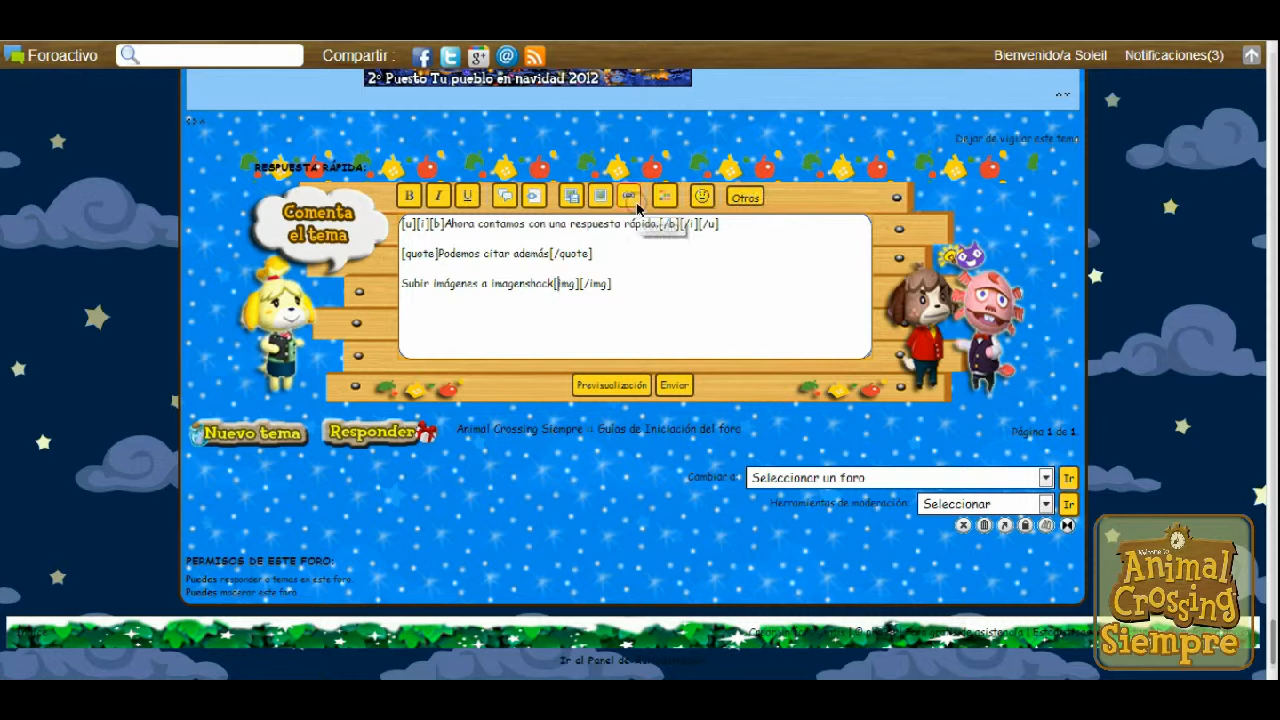 Foroactivo
Compartir :
Bienvenido/a Soleil
Notificaciones(3)
2º Puesto Tu pueblo en navidad 2012
Dejar de vigilar este tema
RESPUESTA RÁPIDA:
Comenta
el tema
B I U
Otros
[u][i][b]Ahora contamos con una respuesta rápida.[/b][/i][/u]
[quote]Podemos citar además[/quote]
Subir imágenes a imagenshack[img][/img]
Previsualización
Enviar
Nuevo tema
Responder
Animal Crossing Siempre :: Guías de Iniciación del foro
Página 1 de 1.
Cambiar a:
Seleccionar un foro
Ir
Herramientas de moderación:
Seleccionar
Ir
PERMISOS DE ESTE FORO:
Puedes responder a temas en este foro.
Puedes moderar este foro
Welcome to
Animal
Crossing
Siempre
Ir al Panel de